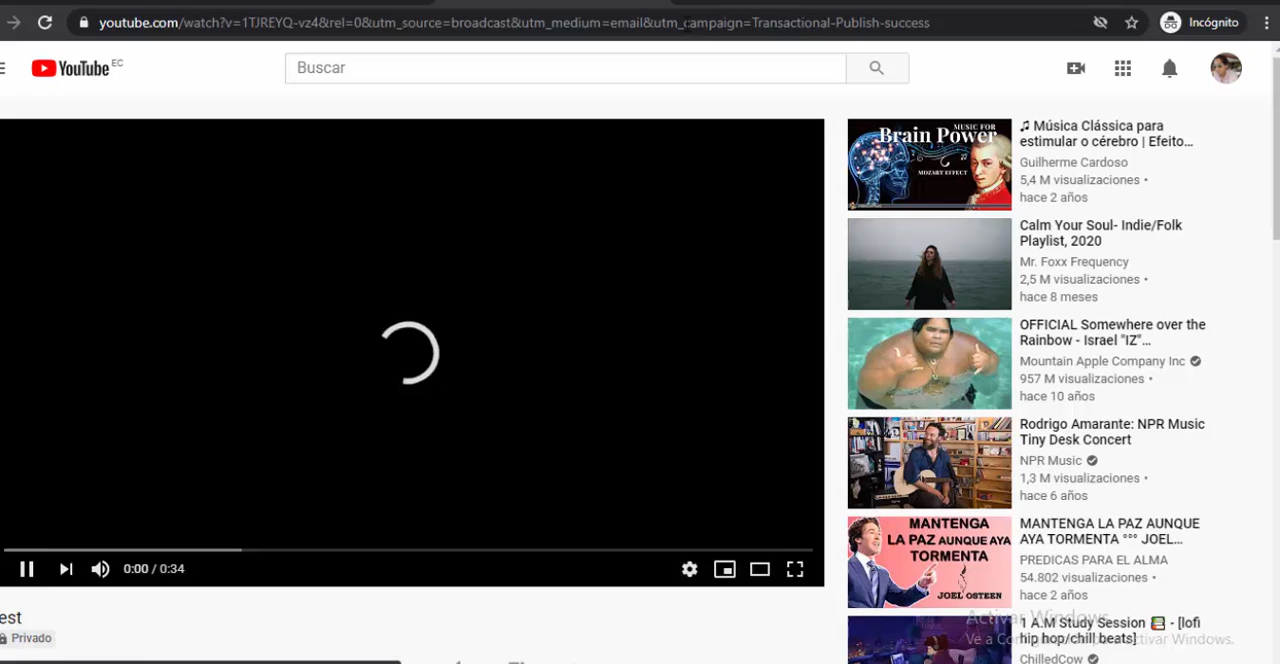 youtube.com/watch?v=1TJREYQ-vz4&rel=0&utm_source=broadcast&utm_medium=email&utm_campaign=Transactional-Publish-success
Incógnito
YouTube EC
Buscar
MUSIC FOR
Brain Power
MOZART EFFECT
♫ Música Clássica para
estimular o cérebro | Efeito...
Guilherme Cardoso
5,4 M visualizaciones •
hace 2 años
Calm Your Soul- Indie/Folk
Playlist, 2020
Mr. Foxx Frequency
2,5 M visualizaciones •
hace 8 meses
OFFICIAL Somewhere over the
Rainbow - Israel "IZ"...
Mountain Apple Company Inc
957 M visualizaciones •
hace 10 años
Rodrigo Amarante: NPR Music
Tiny Desk Concert
NPR Music
1,3 M visualizaciones •
hace 6 años
MANTENGA
LA PAZ AUNQUE AYA
TORMENTA
JOEL OSTEEN
MANTENGA LA PAZ AUNQUE
AYA TORMENTA °°° JOEL...
PREDICAS PARA EL ALMA
54.802 visualizaciones •
hace 2 años
0:00 / 0:34
est
Privado
1 A.M Study Session - [lofi
hip hop/chill beats]
ChilledCow
Activar Windows
Ve a Co ctivar Windows.